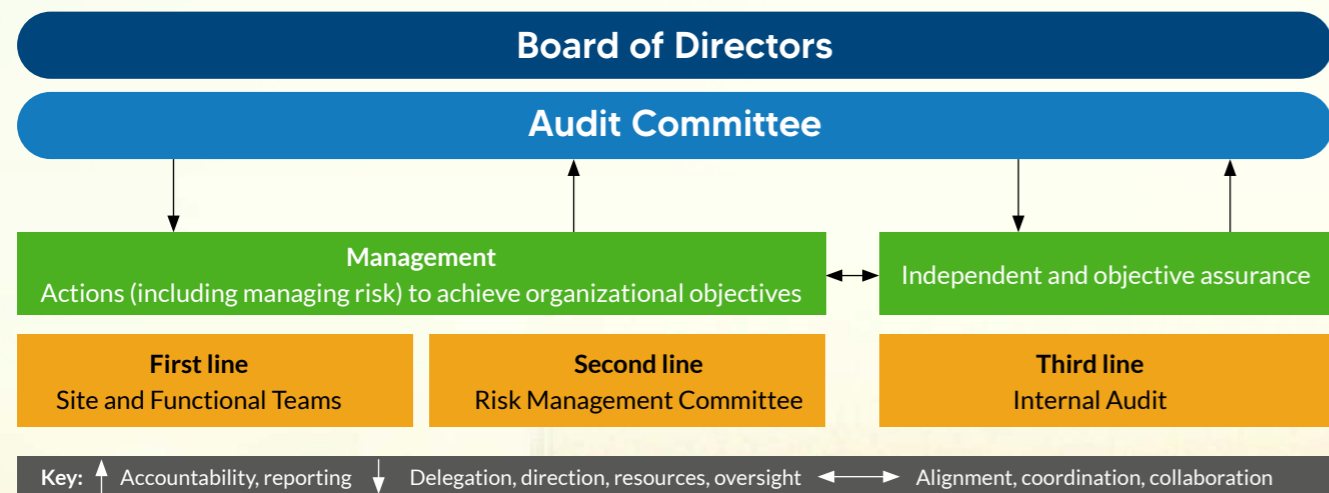 Board of Directors
Audit Committee
Management
Actions (including managing risk) to achieve organizational objectives
Independent and objective assurance
First line
Site and Functional Teams
Second line
Risk Management Committee
Third line
Internal Audit
Key: Accountability, reporting Delegation, direction, resources, oversight Alignment, coordination, collaboration